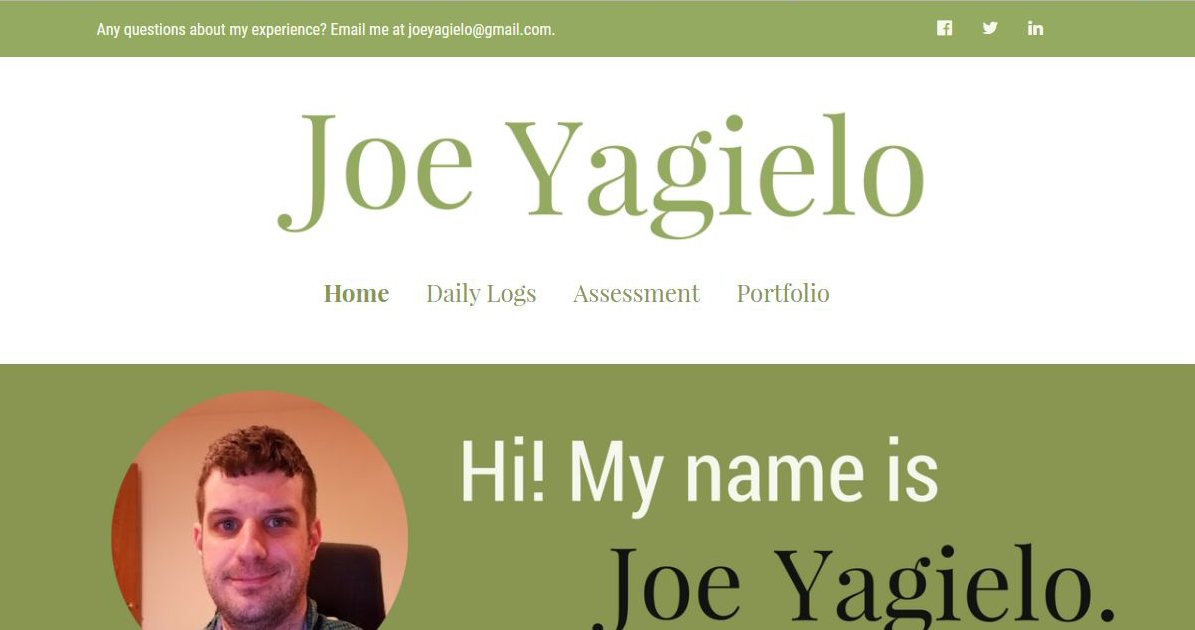 Any questions about my experience? Email me at joeyagielo@gmail.com.
Joe Yagielo
Home Daily Logs Assessment Portfolio
Hi! My name is
Joe Yagielo.